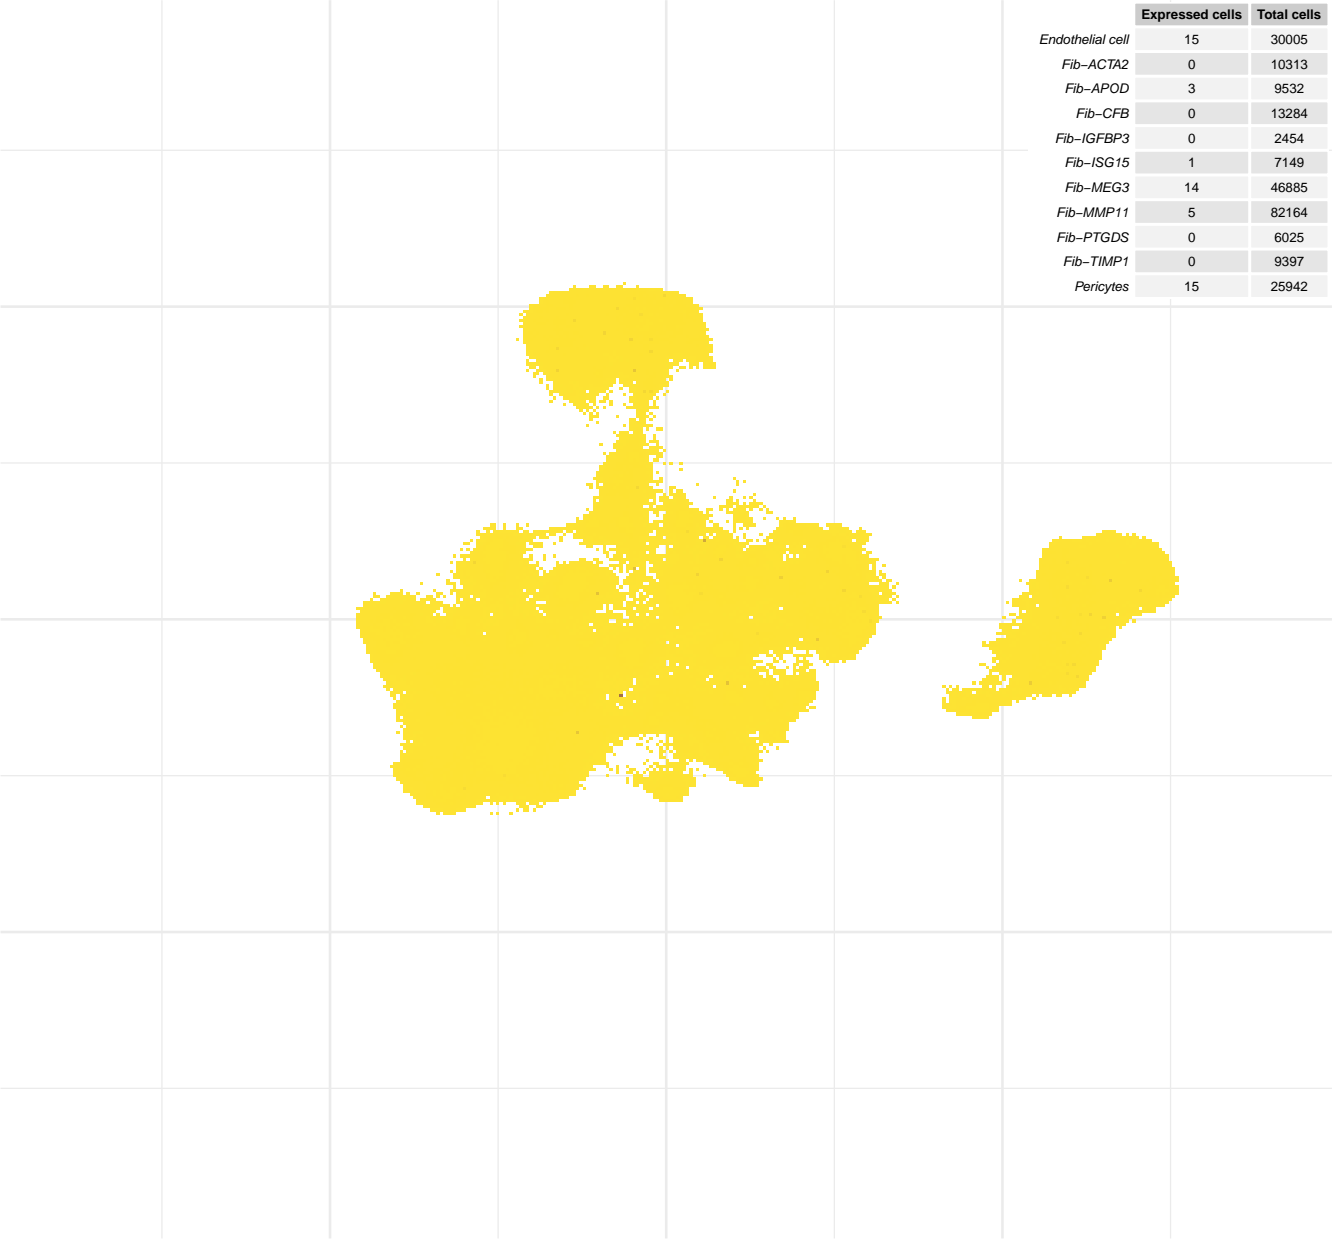 Expressed cells Total cells
Endothelial cell 15 30005
Fib−ACTA2 0 10313
Fib−APOD 3 9532
Fib−CFB 0 13284
Fib−IGFBP3 0 2454
Fib−ISG15 1 7149
Fib−MEG3 14 46885
Fib−MMP11 5 82164
Fib−PTGDS 0 6025
Fib−TIMP1 0 9397
Pericytes 15 25942